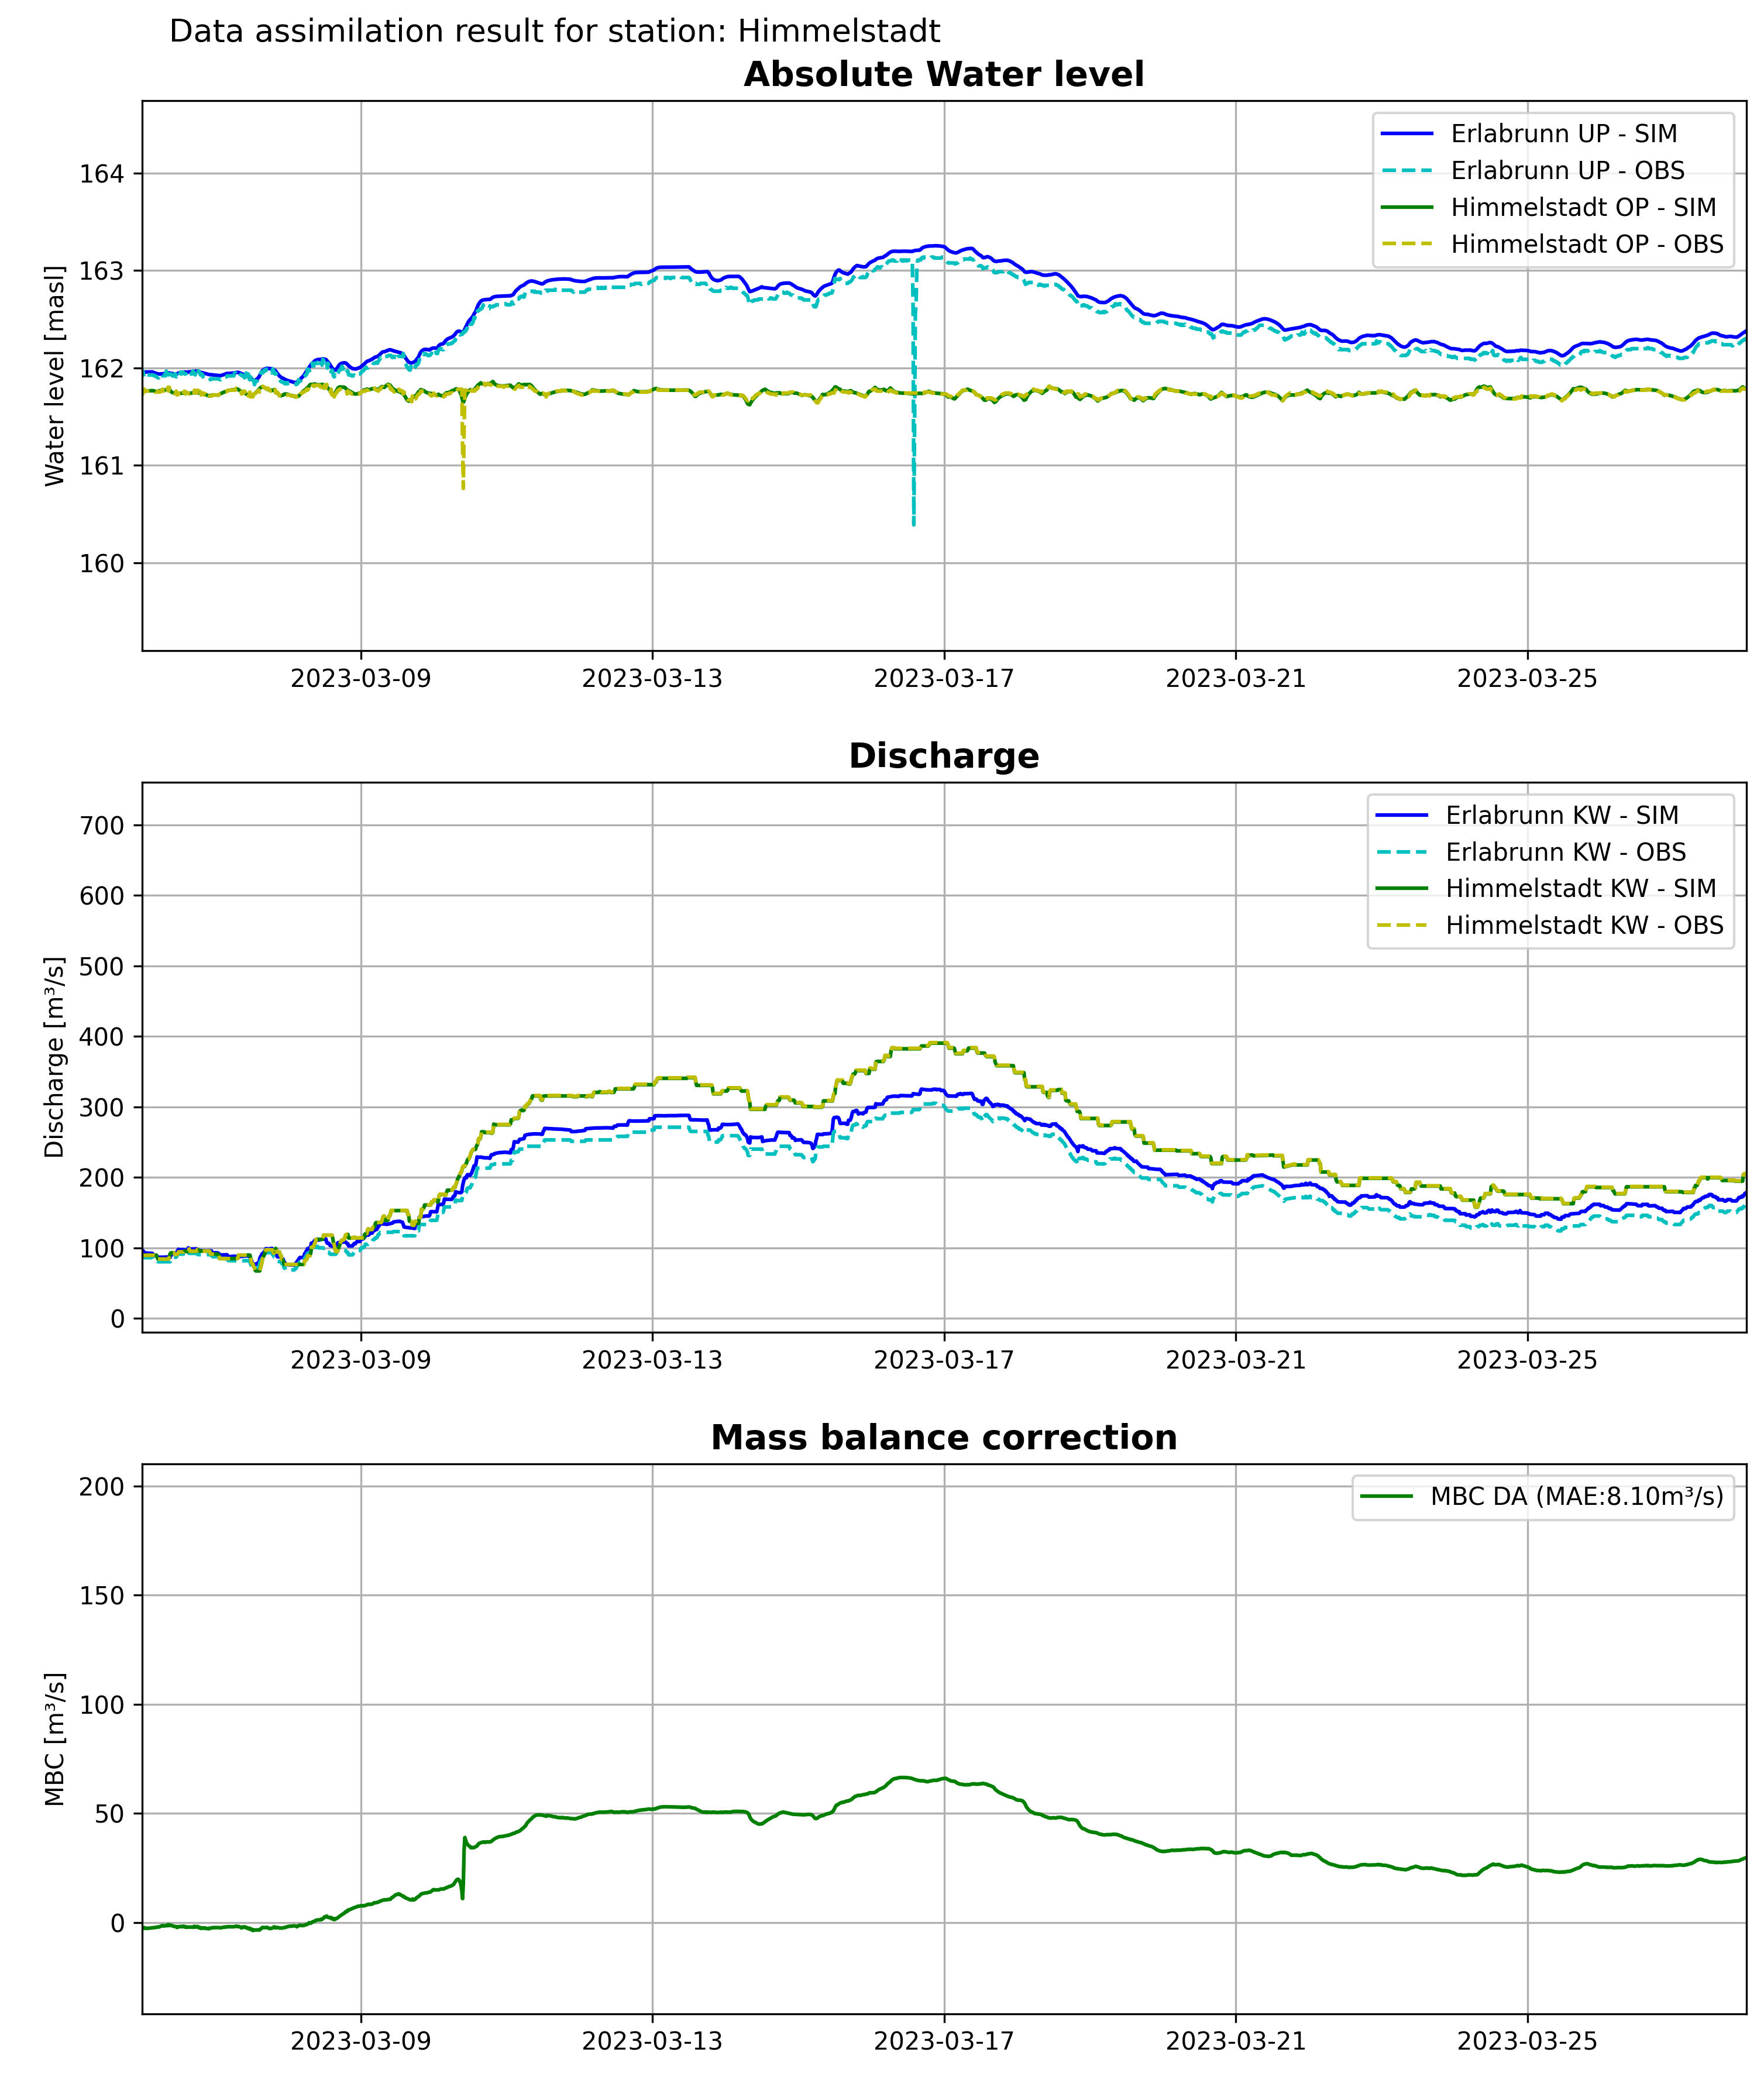 Data assimilation result for station: Himmelstadt
Absolute Water level
Erlabrunn UP - SIM
Erlabrunn UP - OBS
Himmelstadt OP - SIM
Himmelstadt OP - OBS
164
163
162
161
160
Water level [masl]
2023-03-09 2023-03-13 2023-03-17 2023-03-21 2023-03-25
Discharge
Erlabrunn KW - SIM
Erlabrunn KW - OBS
Himmelstadt KW - SIM
Himmelstadt KW - OBS
700
600
500
400
300
200
100
0
Discharge [m³/s]
2023-03-09 2023-03-13 2023-03-17 2023-03-21 2023-03-25
Mass balance correction
MBC DA (MAE:8.10m³/s)
200
150
100
50
0
MBC [m³/s]
2023-03-09 2023-03-13 2023-03-17 2023-03-21 2023-03-25